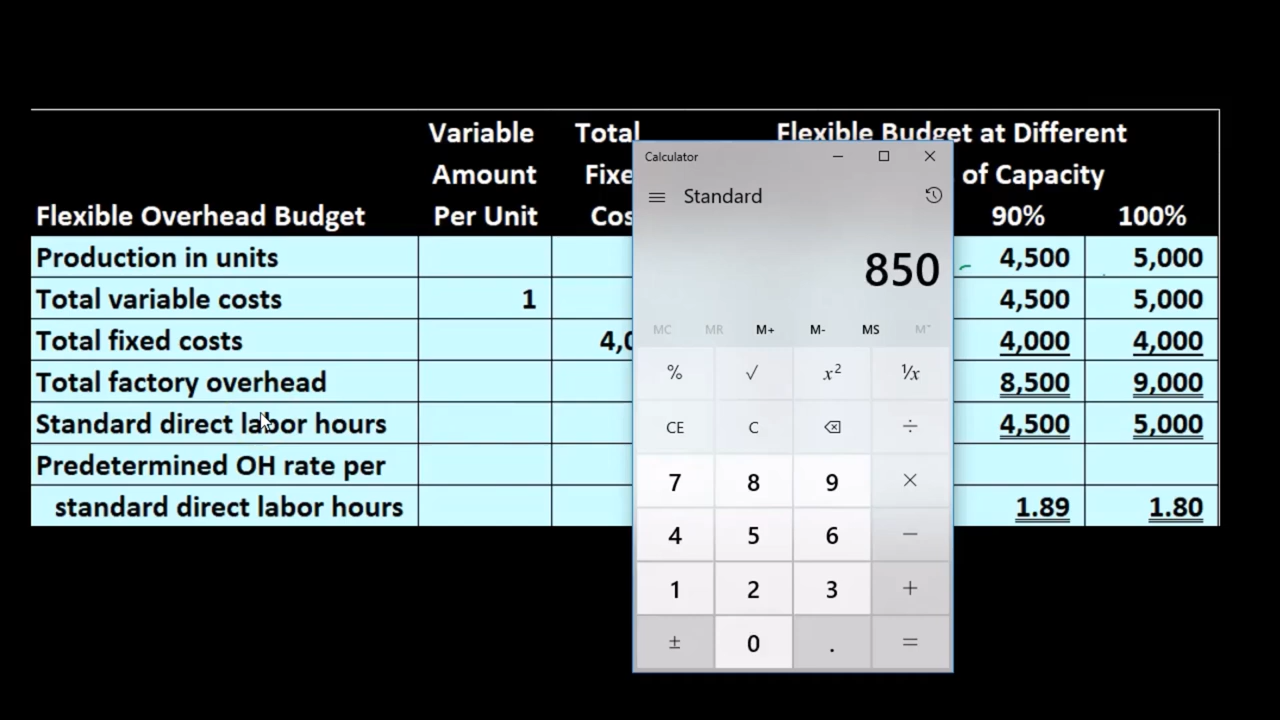 Variable Total Flexible Budget at Different
Amount Fixe of Capacity
Flexible Overhead Budget Per Unit Cos 90% 100%
Production in units 4,500 5,000
Total variable costs 1 4,500 5,000
Total fixed costs 4,0 4,000 4,000
Total factory overhead 8,500 9,000
Standard direct labor hours 4,500 5,000
Predetermined OH rate per
standard direct labor hours 1.89 1.80
Calculator
Standard
850
MC MR M+ M- MS M˅
% √ x² ¹⁄x
CE C ⌫ ÷
7 8 9 ×
4 5 6 −
1 2 3 +
± 0 . =